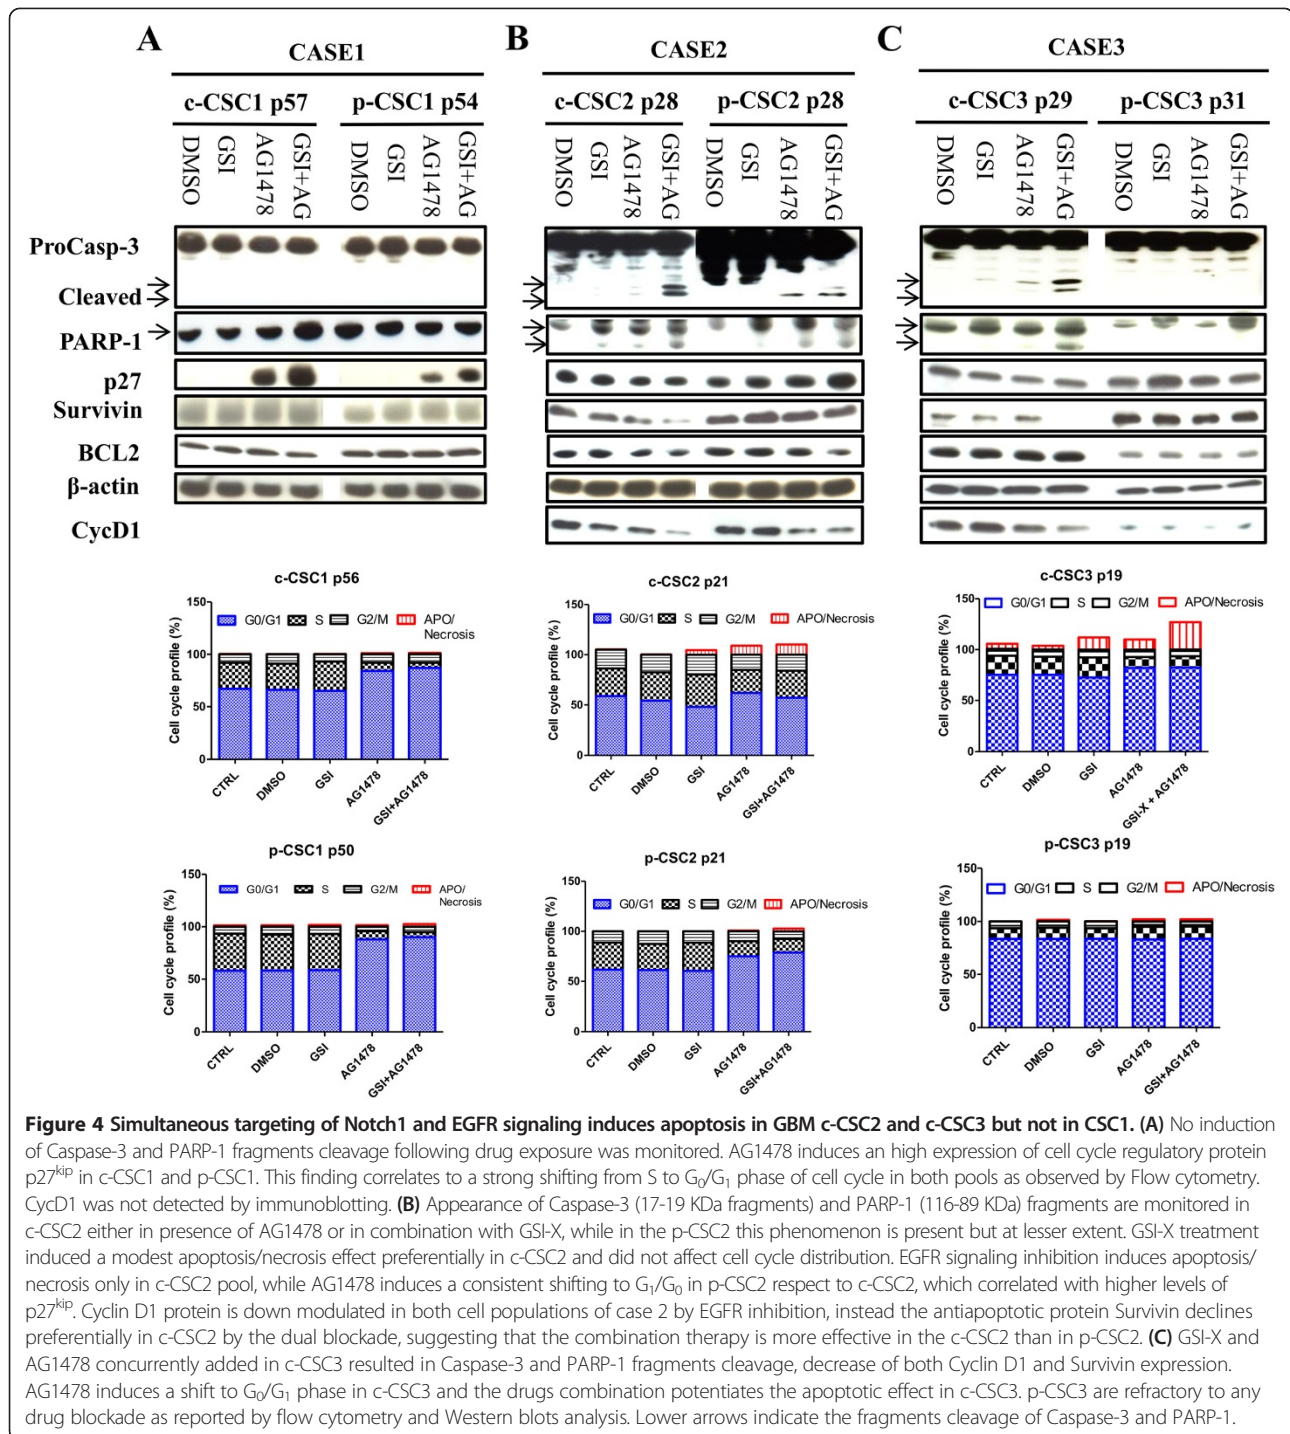 A
CASE1
c-CSC1 p57
p-CSC1 p54
DMSO
GSI
AG1478
GSI+AG
DMSO
GSI
AG1478
GSI+AG
B
CASE2
c-CSC2 p28
p-CSC2 p28
DMSO
GSI
AG1478
GSI+AG
DMSO
GSI
AG1478
GSI+AG
C
CASE3
c-CSC3 p29
p-CSC3 p31
DMSO
GSI
AG1478
GSI+AG
DMSO
GSI
AG1478
GSI+AG
ProCasp-3
Cleaved
PARP-1
p27
Survivin
BCL2
β-actin
CycD1
c-CSC1 p56
Cell cycle profile (%)
150
100
50
0
G0/G1 S G2/M APO/
Necrosis
CTRL
DMSO
GSI
AG1478
GSI+AG1478
c-CSC2 p21
Cell cycle profile (%)
150
100
50
0
G0/G1 S G2/M APO/Necrosis
CTRL
DMSO
GSI
AG1478
GSI+AG1478
c-CSC3 p19
Cell cycle profile (%)
150
100
50
0
G0/G1 S G2/M APO/Necrosis
CTRL
DMSO
GSI
AG1478
GSI-X + AG1478
p-CSC1 p50
Cell cycle profile (%)
150
100
50
0
G0/G1 S G2/M APO/
Necrosis
CTRL
DMSO
GSI
AG1478
GSI+AG1478
p-CSC2 p21
Cell cycle profile (%)
150
100
50
0
G0/G1 S G2/M APO/Necrosis
CTRL
DMSO
GSI
AG1478
GSI+AG1478
p-CSC3 p19
Cell cycle profile (%)
150
100
50
0
G0/G1 S G2/M APO/Necrosis
CTRL
DMSO
GSI
AG1478
GSI+AG1478
Figure 4 Simultaneous targeting of Notch1 and EGFR signaling induces apoptosis in GBM c-CSC2 and c-CSC3 but not in CSC1. (A) No induction
of Caspase-3 and PARP-1 fragments cleavage following drug exposure was monitored. AG1478 induces an high expression of cell cycle regulatory protein
p27kip in c-CSC1 and p-CSC1. This finding correlates to a strong shifting from S to G0/G1 phase of cell cycle in both pools as observed by Flow cytometry.
CycD1 was not detected by immunoblotting. (B) Appearance of Caspase-3 (17-19 KDa fragments) and PARP-1 (116-89 KDa) fragments are monitored in
c-CSC2 either in presence of AG1478 or in combination with GSI-X, while in the p-CSC2 this phenomenon is present but at lesser extent. GSI-X treatment
induced a modest apoptosis/necrosis effect preferentially in c-CSC2 and did not affect cell cycle distribution. EGFR signaling inhibition induces apoptosis/
necrosis only in c-CSC2 pool, while AG1478 induces a consistent shifting to G1/G0 in p-CSC2 respect to c-CSC2, which correlated with higher levels of
p27kip. Cyclin D1 protein is down modulated in both cell populations of case 2 by EGFR inhibition, instead the antiapoptotic protein Survivin declines
preferentially in c-CSC2 by the dual blockade, suggesting that the combination therapy is more effective in the c-CSC2 than in p-CSC2. (C) GSI-X and
AG1478 concurrently added in c-CSC3 resulted in Caspase-3 and PARP-1 fragments cleavage, decrease of both Cyclin D1 and Survivin expression.
AG1478 induces a shift to G0/G1 phase in c-CSC3 and the drugs combination potentiates the apoptotic effect in c-CSC3. p-CSC3 are refractory to any
drug blockade as reported by flow cytometry and Western blots analysis. Lower arrows indicate the fragments cleavage of Caspase-3 and PARP-1.